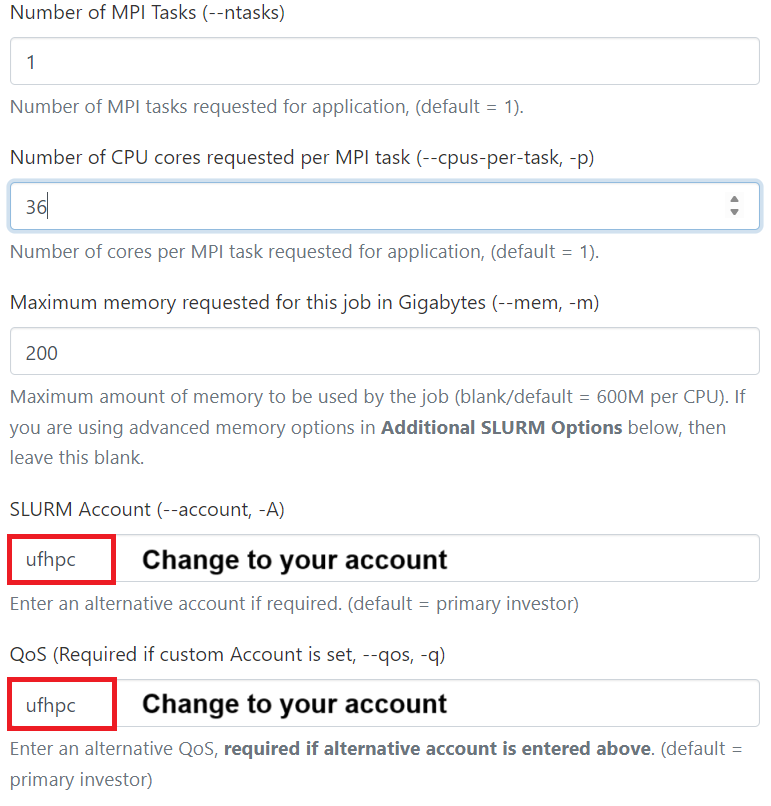 Number of MPI Tasks (--ntasks)
1
Number of MPI tasks requested for application, (default = 1).
Number of CPU cores requested per MPI task (--cpus-per-task, -p)
36
Number of cores per MPI task requested for application, (default = 1).
Maximum memory requested for this job in Gigabytes (--mem, -m)
200
Maximum amount of memory to be used by the job (blank/default = 600M per CPU). If
you are using advanced memory options in Additional SLURM Options below, then
leave this blank.
SLURM Account (--account, -A)
ufhpc Change to your account
Enter an alternative account if required. (default = primary investor)
QoS (Required if custom Account is set, --qos, -q)
ufhpc Change to your account
Enter an alternative QoS, required if alternative account is entered above. (default =
primary investor)